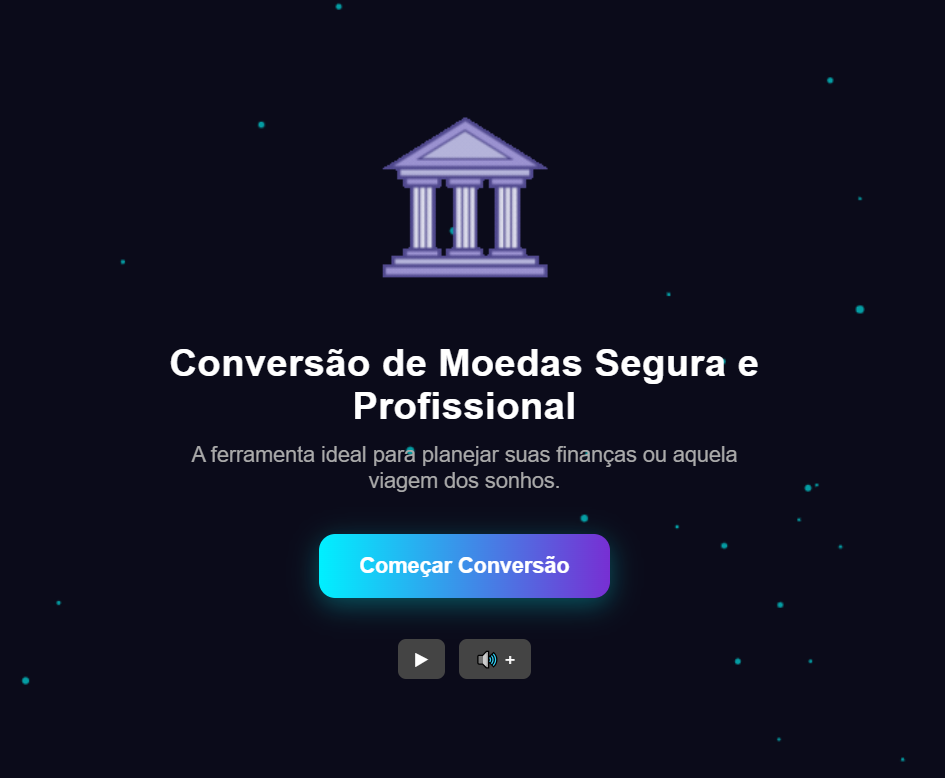 Conversão de Moedas Segura e
Profissional
A ferramenta ideal para planejar suas finanças ou aquela
viagem dos sonhos.
Começar Conversão
+